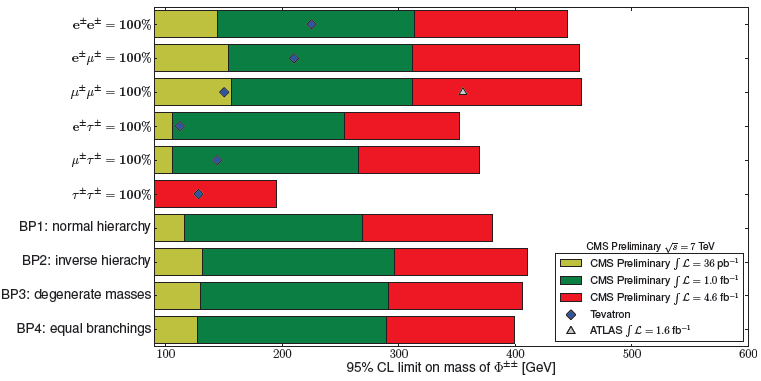 e±e± = 100%
e±μ± = 100%
μ±μ± = 100%
e±τ± = 100%
μ±τ± = 100%
τ±τ± = 100%
BP1: normal hierarchy
BP2: inverse hierachy
BP3: degenerate masses
BP4: equal branchings
CMS Preliminary √s = 7 TeV
CMS Preliminary ∫ℒ = 36 pb⁻¹
CMS Preliminary ∫ℒ = 1.0 fb⁻¹
CMS Preliminary ∫ℒ = 4.6 fb⁻¹
Tevatron
ATLAS ∫ℒ = 1.6 fb⁻¹
100 200 300 400 500 600
95% CL limit on mass of Φ±± [GeV]